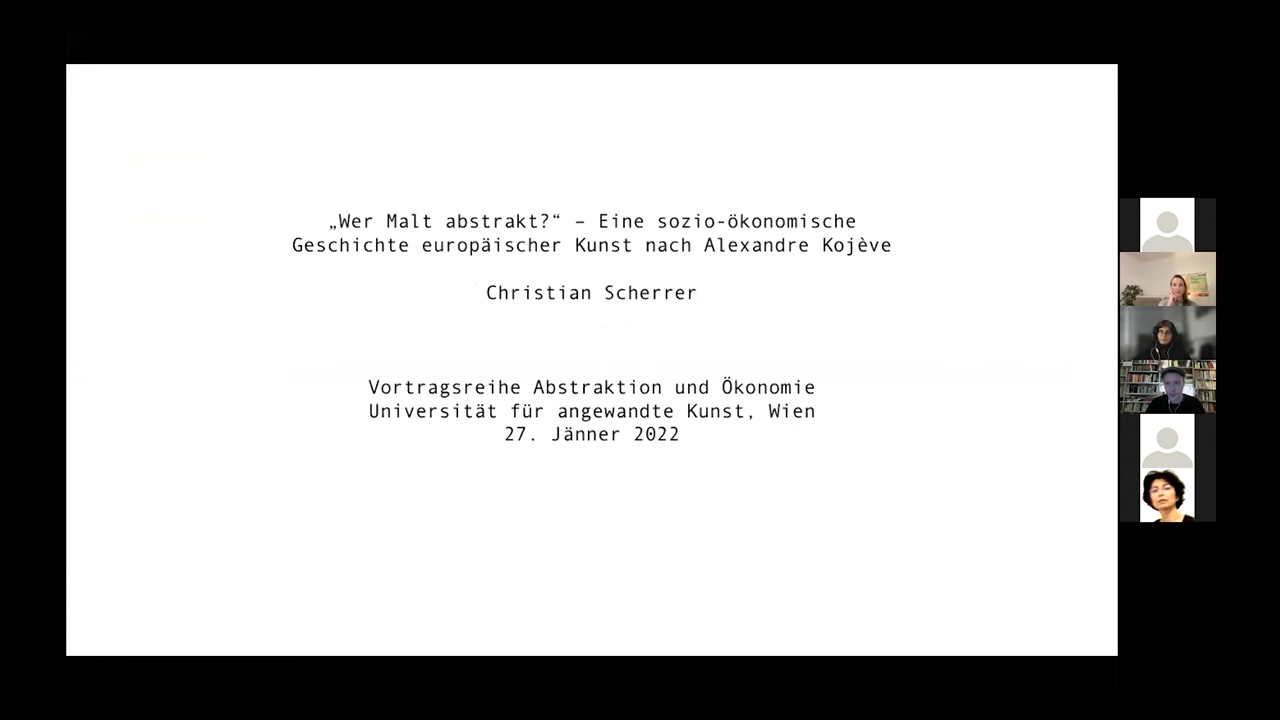 „Wer Malt abstrakt?“ – Eine sozio-ökonomische
Geschichte europäischer Kunst nach Alexandre Kojève
Christian Scherrer
Vortragsreihe Abstraktion und Ökonomie
Universität für angewandte Kunst, Wien
27. Jänner 2022